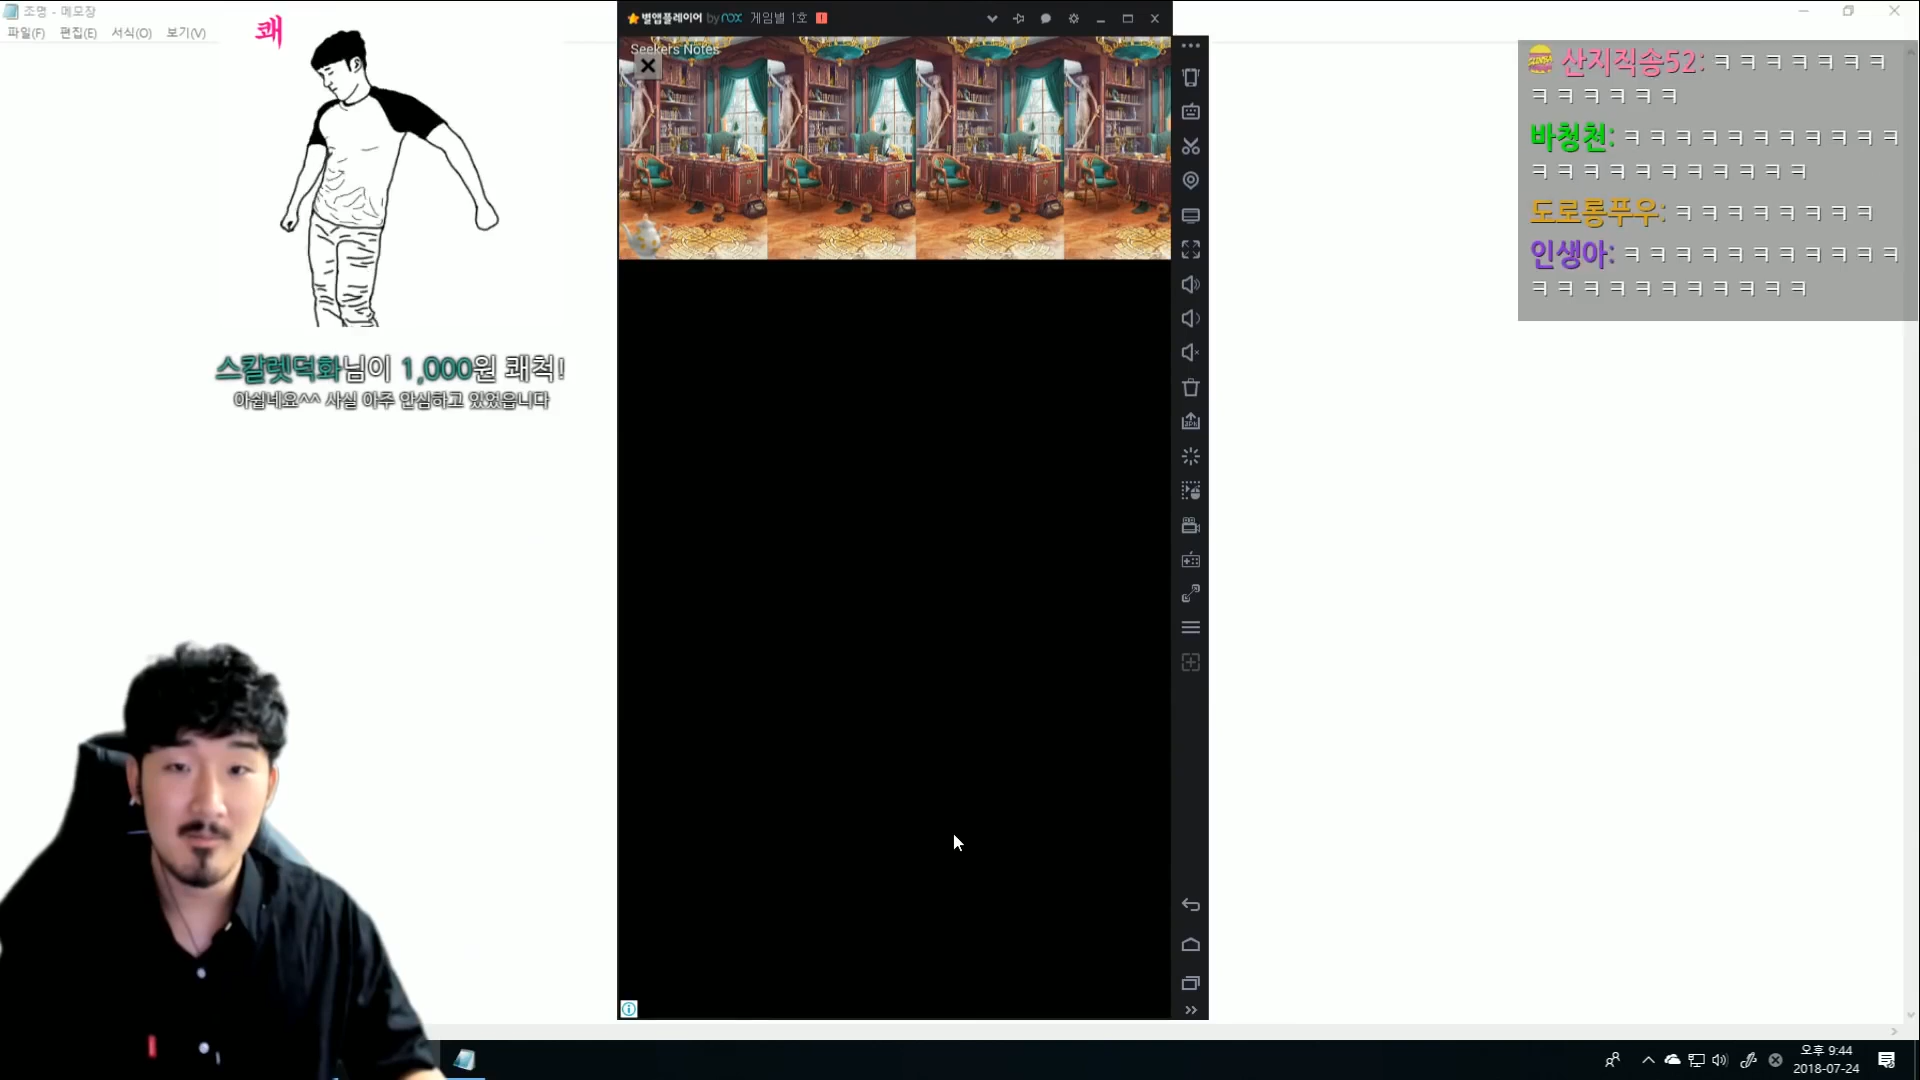 조명 - 메모장
파일(F) 편집(E) 서식(O) 보기(V)
쾌
스칼렛덕화님이 1,000원 쾌척!
아쉽네요^^ 사실 아주 안심하고 있었읍니다
별앱플레이어 by nox 게임별 1호
Seekers Notes
산지직송52: ㅋㅋㅋㅋㅋㅋㅋ
ㅋㅋㅋㅋㅋㅋ
바청천: ㅋㅋㅋㅋㅋㅋㅋㅋㅋㅋㅋ
ㅋㅋㅋㅋㅋㅋㅋㅋㅋㅋㅋ
도로롱푸우: ㅋㅋㅋㅋㅋㅋㅋㅋ
인생아: ㅋㅋㅋㅋㅋㅋㅋㅋㅋㅋㅋ
ㅋㅋㅋㅋㅋㅋㅋㅋㅋㅋㅋ
오후 9:44
2018-07-24